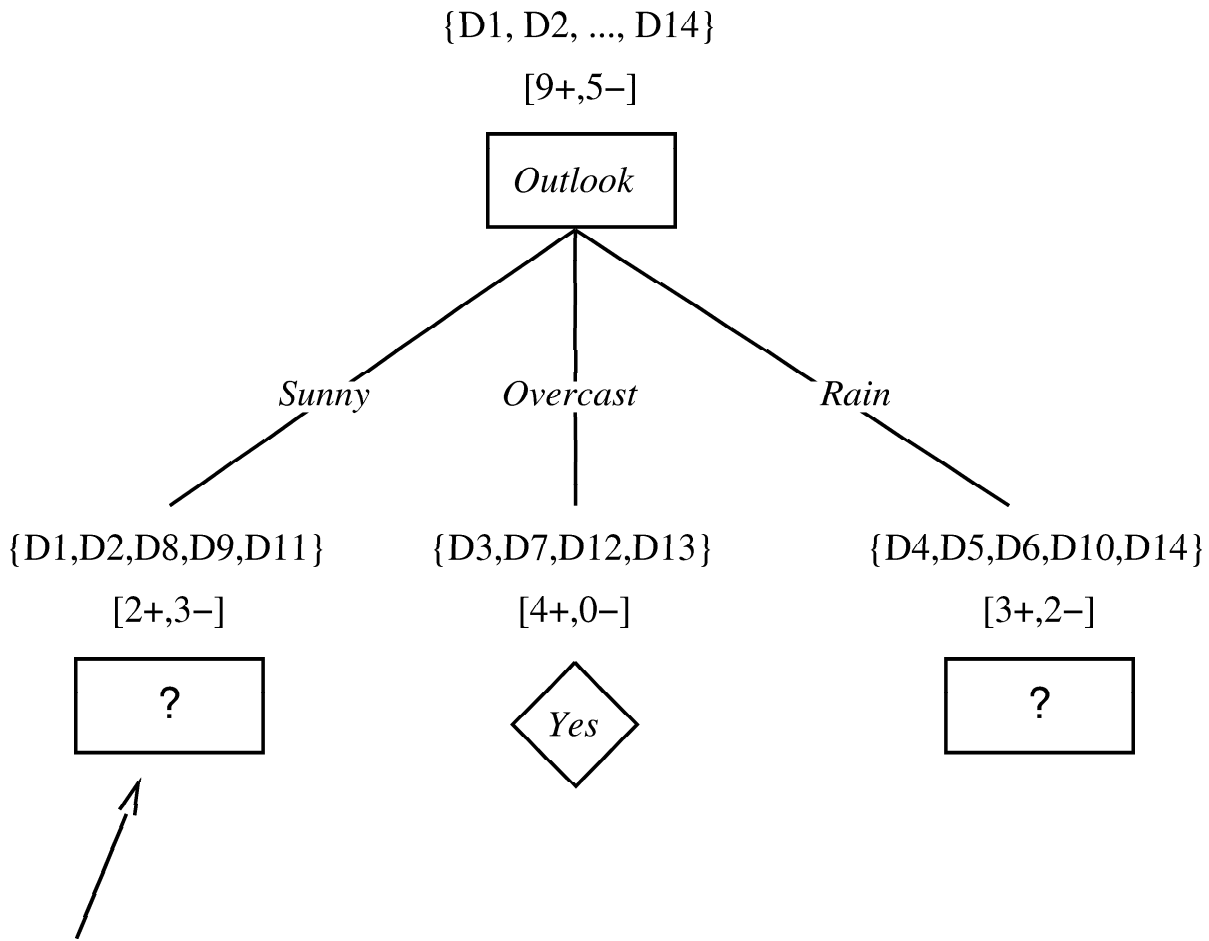 {D1, D2, ..., D14}
[9+,5−]
Outlook
Sunny Overcast Rain
{D1,D2,D8,D9,D11} {D3,D7,D12,D13} {D4,D5,D6,D10,D14}
[2+,3−] [4+,0−] [3+,2−]
? Yes ?